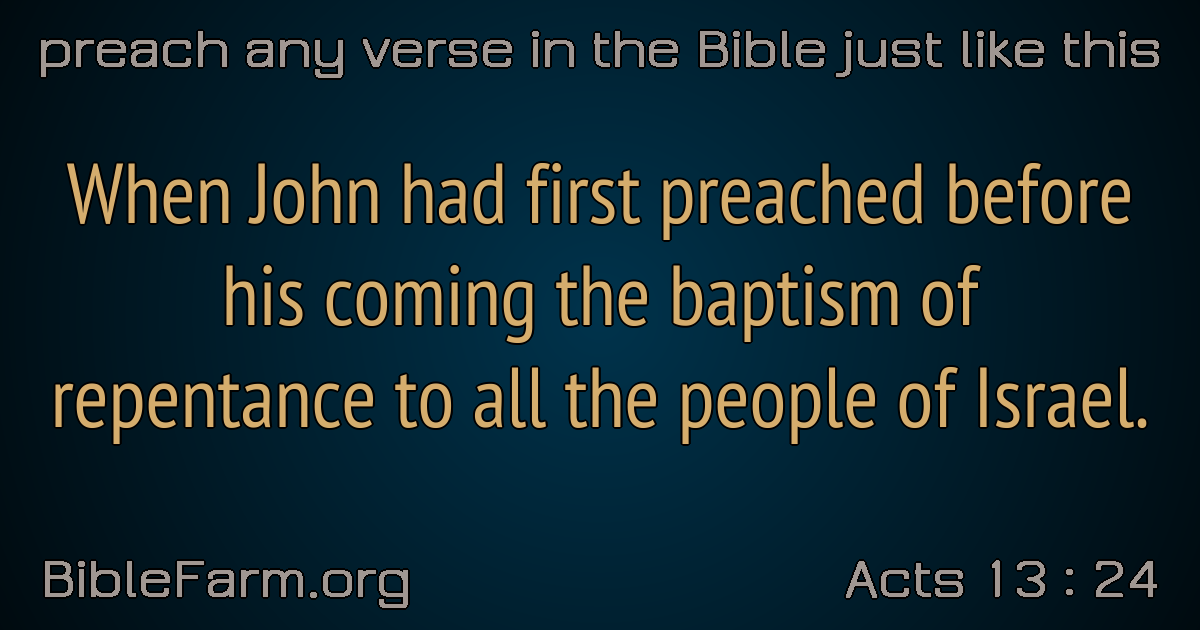 preach any verse in the Bible just like this
When John had first preached before
his coming the baptism of
repentance to all the people of Israel.
BibleFarm.org
Acts 13 : 24